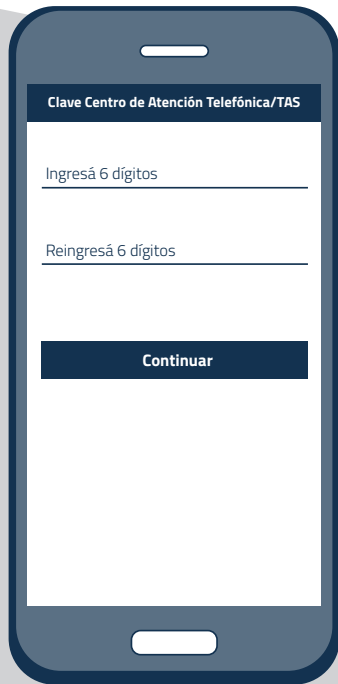 Clave Centro de Atención Telefónica/TAS
Ingresá 6 dígitos
Reingresá 6 dígitos
Continuar